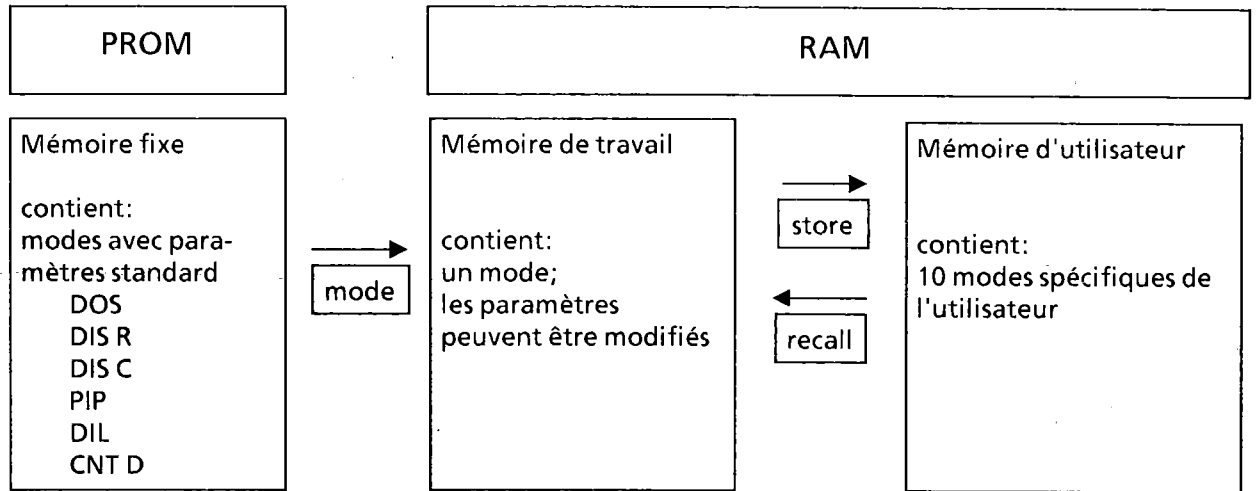 PROM
RAM
Mémoire fixe
contient:
modes avec para-
mètres standard
DOS
DIS R
DIS C
PIP
DIL
CNT D
mode
Mémoire de travail
contient:
un mode;
les paramètres
peuvent être modifiés
store
recall
Mémoire d'utilisateur
contient:
10 modes spécifiques de
l'utilisateur